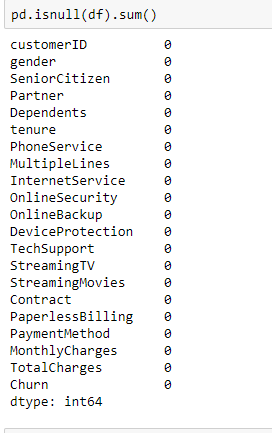 pd.isnull(df).sum()
customerID 0
gender 0
SeniorCitizen 0
Partner 0
Dependents 0
tenure 0
PhoneService 0
MultipleLines 0
InternetService 0
OnlineSecurity 0
OnlineBackup 0
DeviceProtection 0
TechSupport 0
StreamingTV 0
StreamingMovies 0
Contract 0
PaperlessBilling 0
PaymentMethod 0
MonthlyCharges 0
TotalCharges 0
Churn 0
dtype: int64